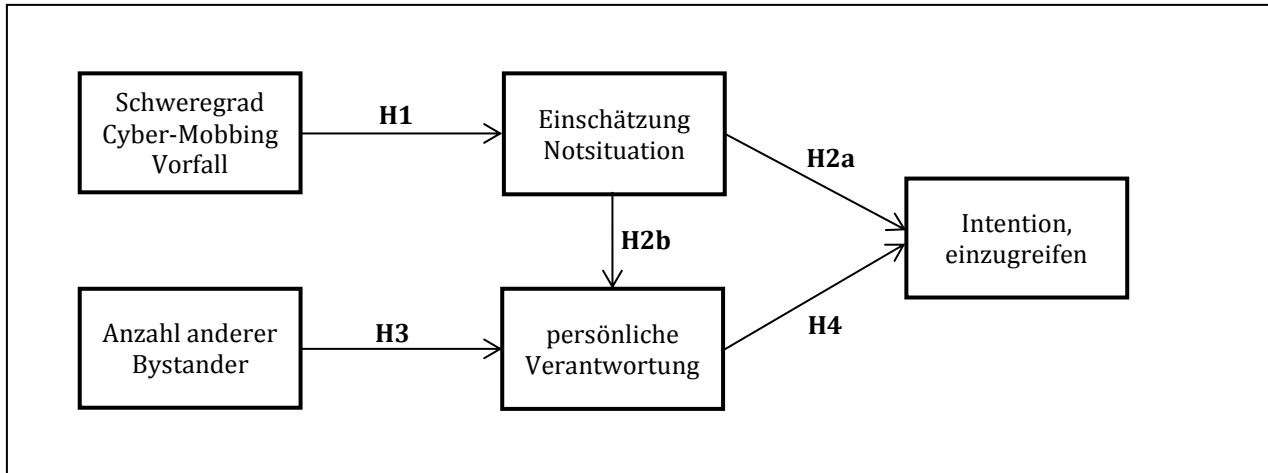 Schweregrad
Cyber-Mobbing
Vorfall
H1
Einschätzung
Notsituation
H2a
Intention,
einzugreifen
H2b
Anzahl anderer
Bystander
H3
persönliche
Verantwortung
H4